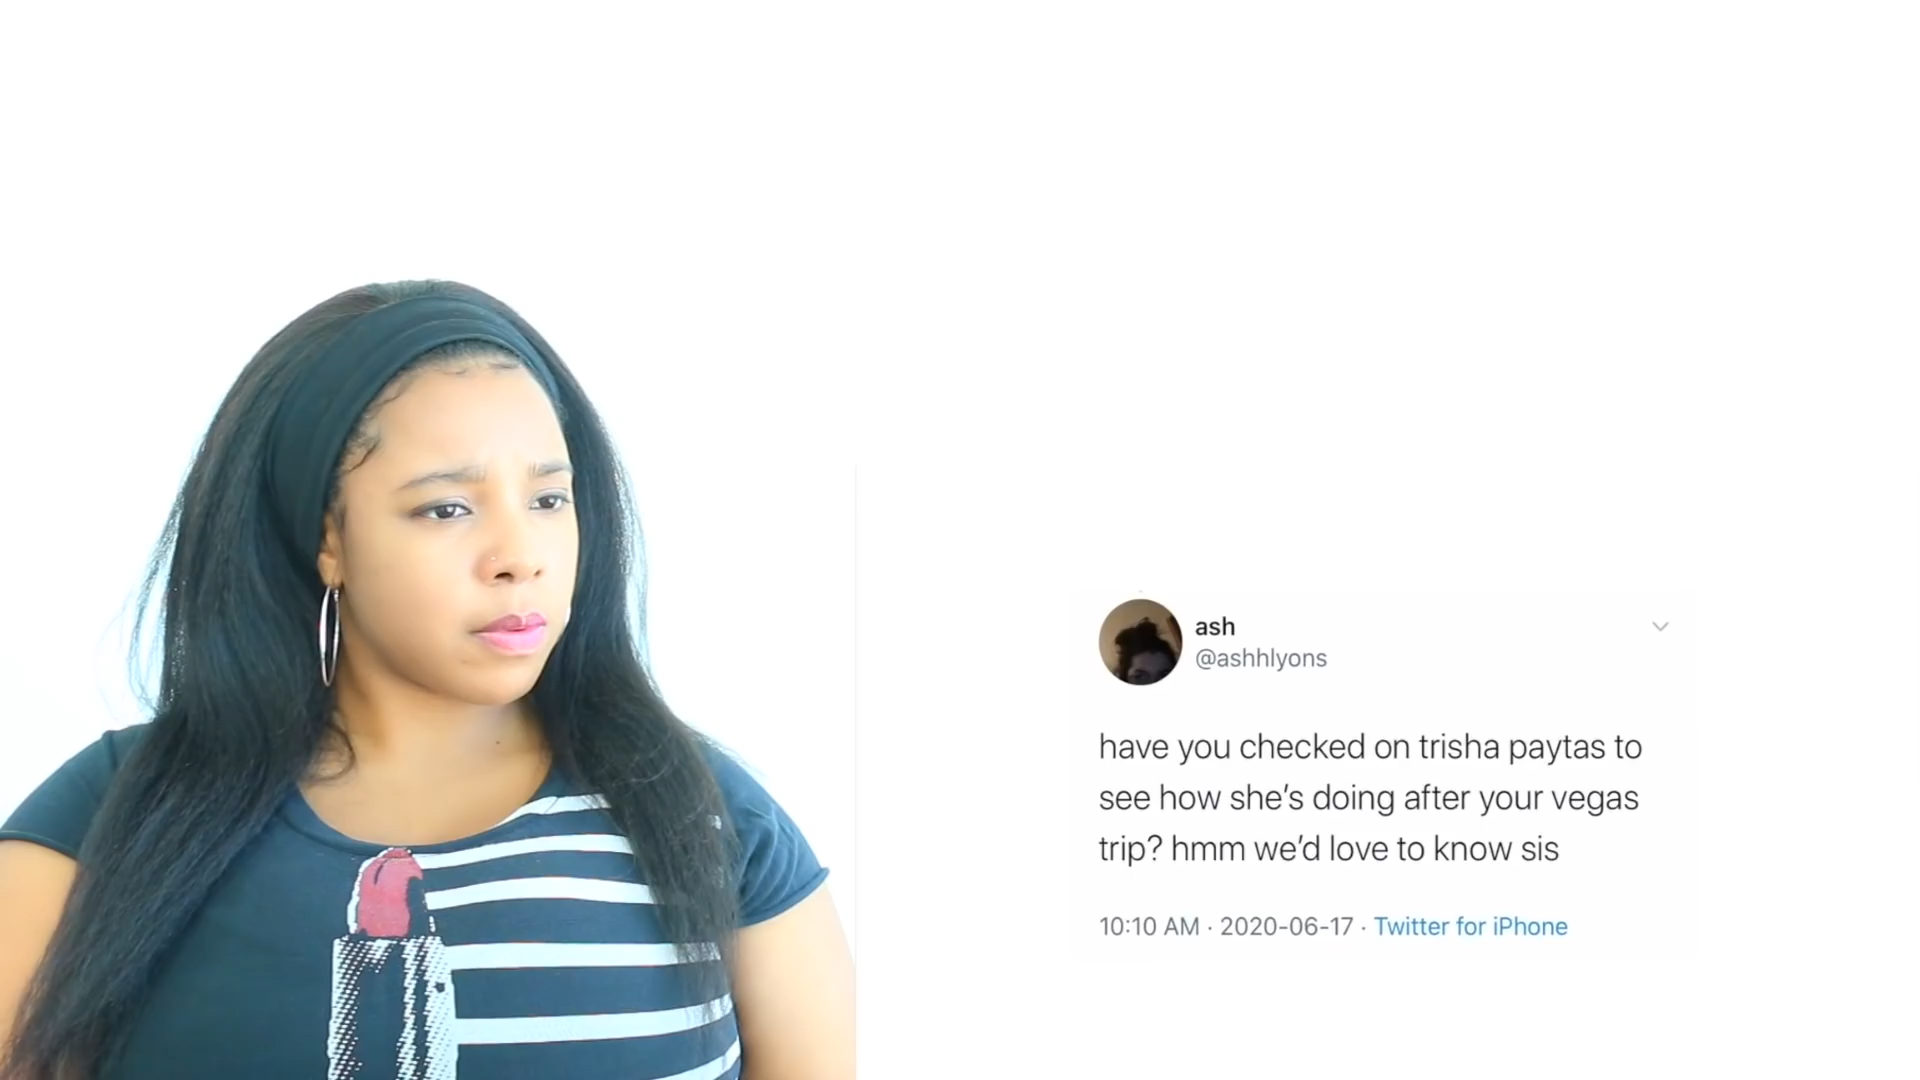 ash
@ashhlyons
have you checked on trisha paytas to
see how she’s doing after your vegas
trip? hmm we’d love to know sis
10:10 AM · 2020-06-17 · Twitter for iPhone